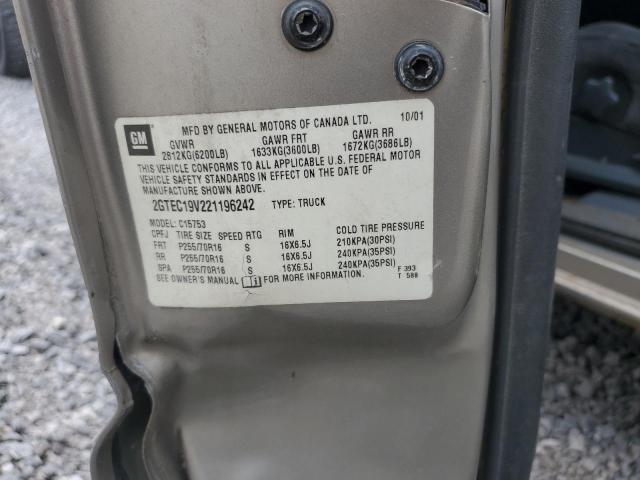 GM
MFD BY GENERAL MOTORS OF CANADA LTD. 10/01
GVWR GAWR FRT GAWR RR
2812KG(6200LB) 1633KG(3600LB) 1672KG(3686LB)
THIS VEHICLE CONFORMS TO ALL APPLICABLE U.S. FEDERAL MOTOR
VEHICLE SAFETY STANDARDS IN EFFECT ON THE DATE OF
MANUFACTURE SHOWN ABOVE.
2GTEC19V221196242 TYPE: TRUCK
MODEL: C15753
CPFJ TIRE SIZE SPEED RTG RIM COLD TIRE PRESSURE
FRT P255/70R16 S 16X6.5J 210KPA(30PSI)
RR P255/70R16 S 16X6.5J 240KPA(35PSI)
SPA P255/70R16 S 16X6.5J 240KPA(35PSI)
SEE OWNER'S MANUAL FOR MORE INFORMATION.
F 393
T 588